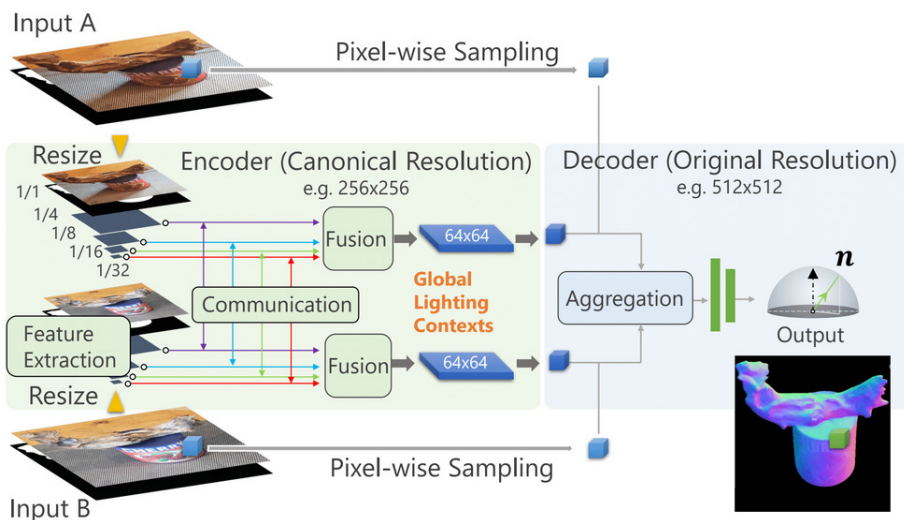 Input A
Pixel-wise Sampling
Resize
Encoder (Canonical Resolution)
e.g. 256x256
Decoder (Original Resolution)
e.g. 512x512
1/1
1/4
1/8
1/16
1/32
Fusion
64x64
n
Communication
Global
Lighting
Contexts
Aggregation
Output
Feature
Extraction
Fusion
64x64
Resize
Pixel-wise Sampling
Input B